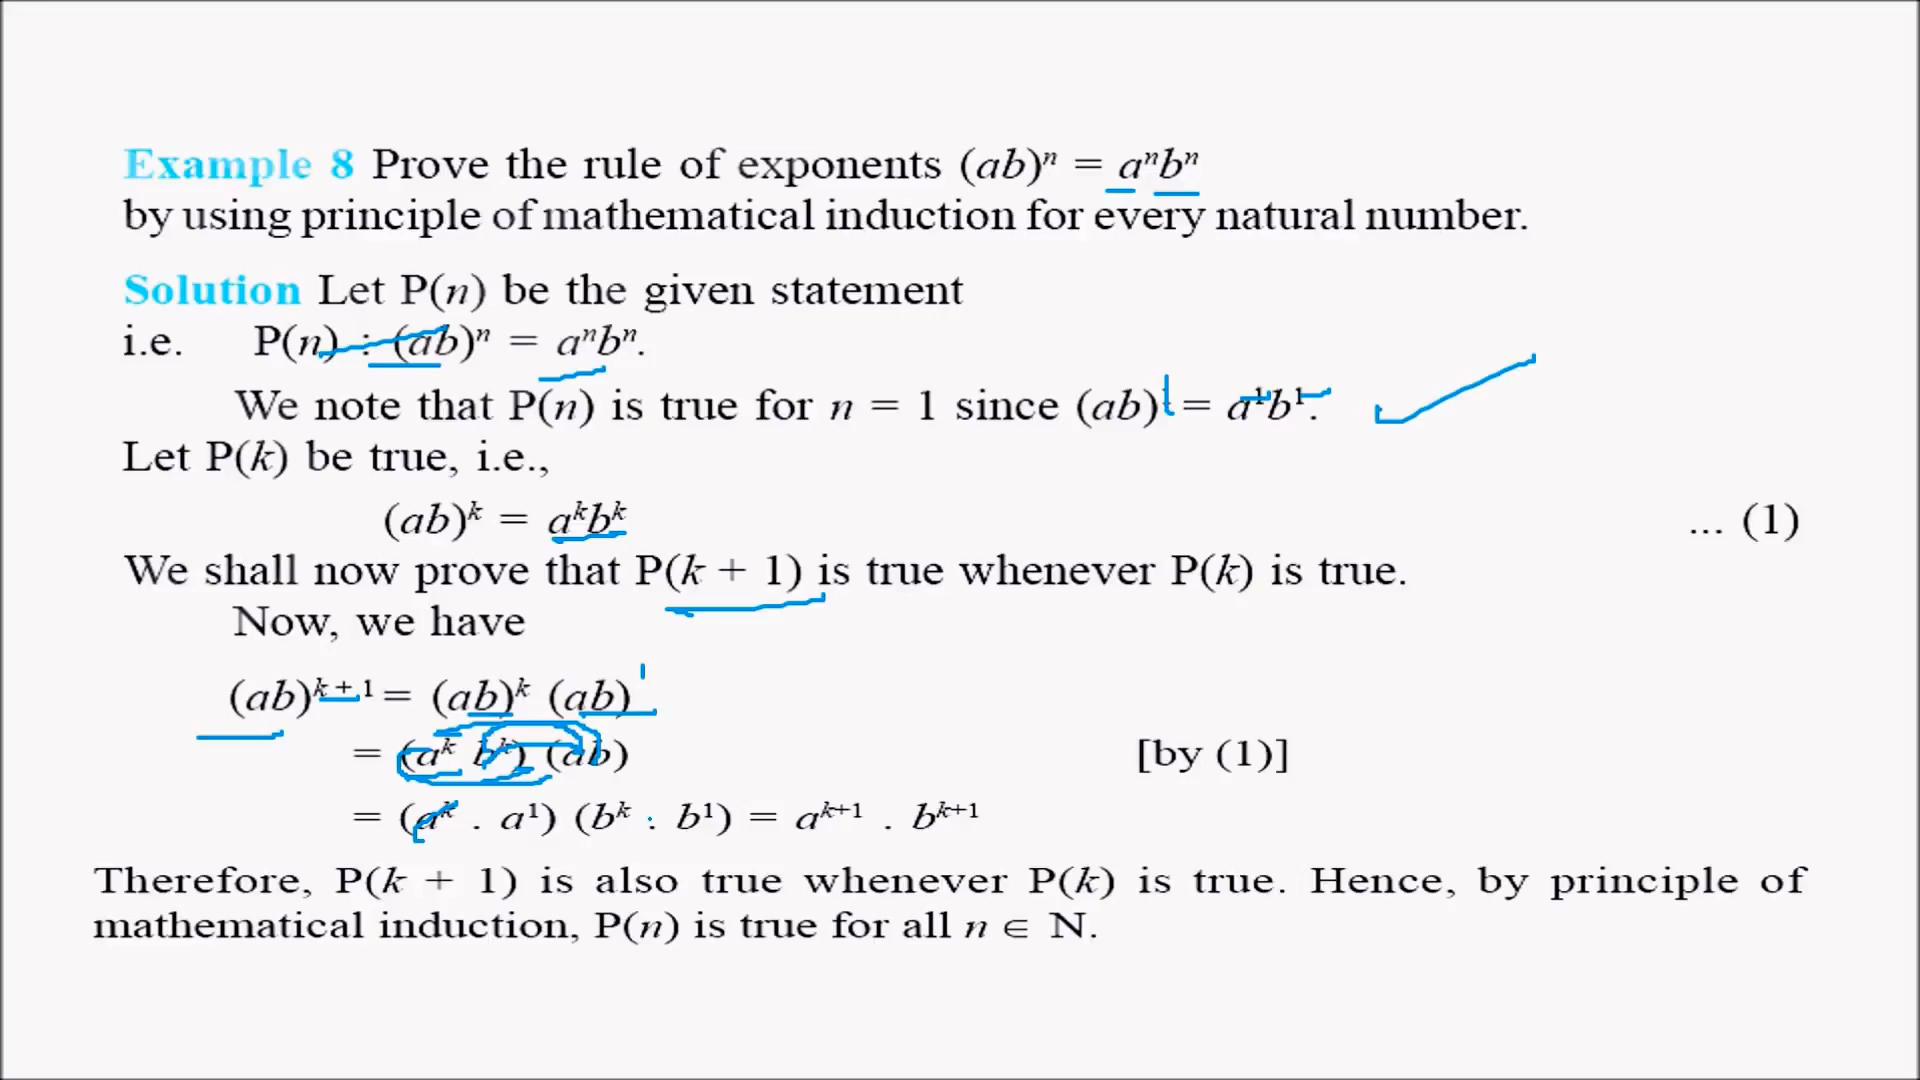 Example 8 Prove the rule of exponents (ab)ⁿ = aⁿbⁿ
by using principle of mathematical induction for every natural number.
Solution Let P(n) be the given statement
i.e. P(n) : (ab)ⁿ = aⁿbⁿ.
We note that P(n) is true for n = 1 since (ab)¹ = a¹b¹.
Let P(k) be true, i.e.,
(ab)ᵏ = aᵏbᵏ ... (1)
We shall now prove that P(k + 1) is true whenever P(k) is true.
Now, we have
(ab)ᵏ⁺¹ = (ab)ᵏ (ab)
= (aᵏ bᵏ) (ab) [by (1)]
= (aᵏ . a¹) (bᵏ . b¹) = aᵏ⁺¹ . bᵏ⁺¹
Therefore, P(k + 1) is also true whenever P(k) is true. Hence, by principle of
mathematical induction, P(n) is true for all n ∈ N.